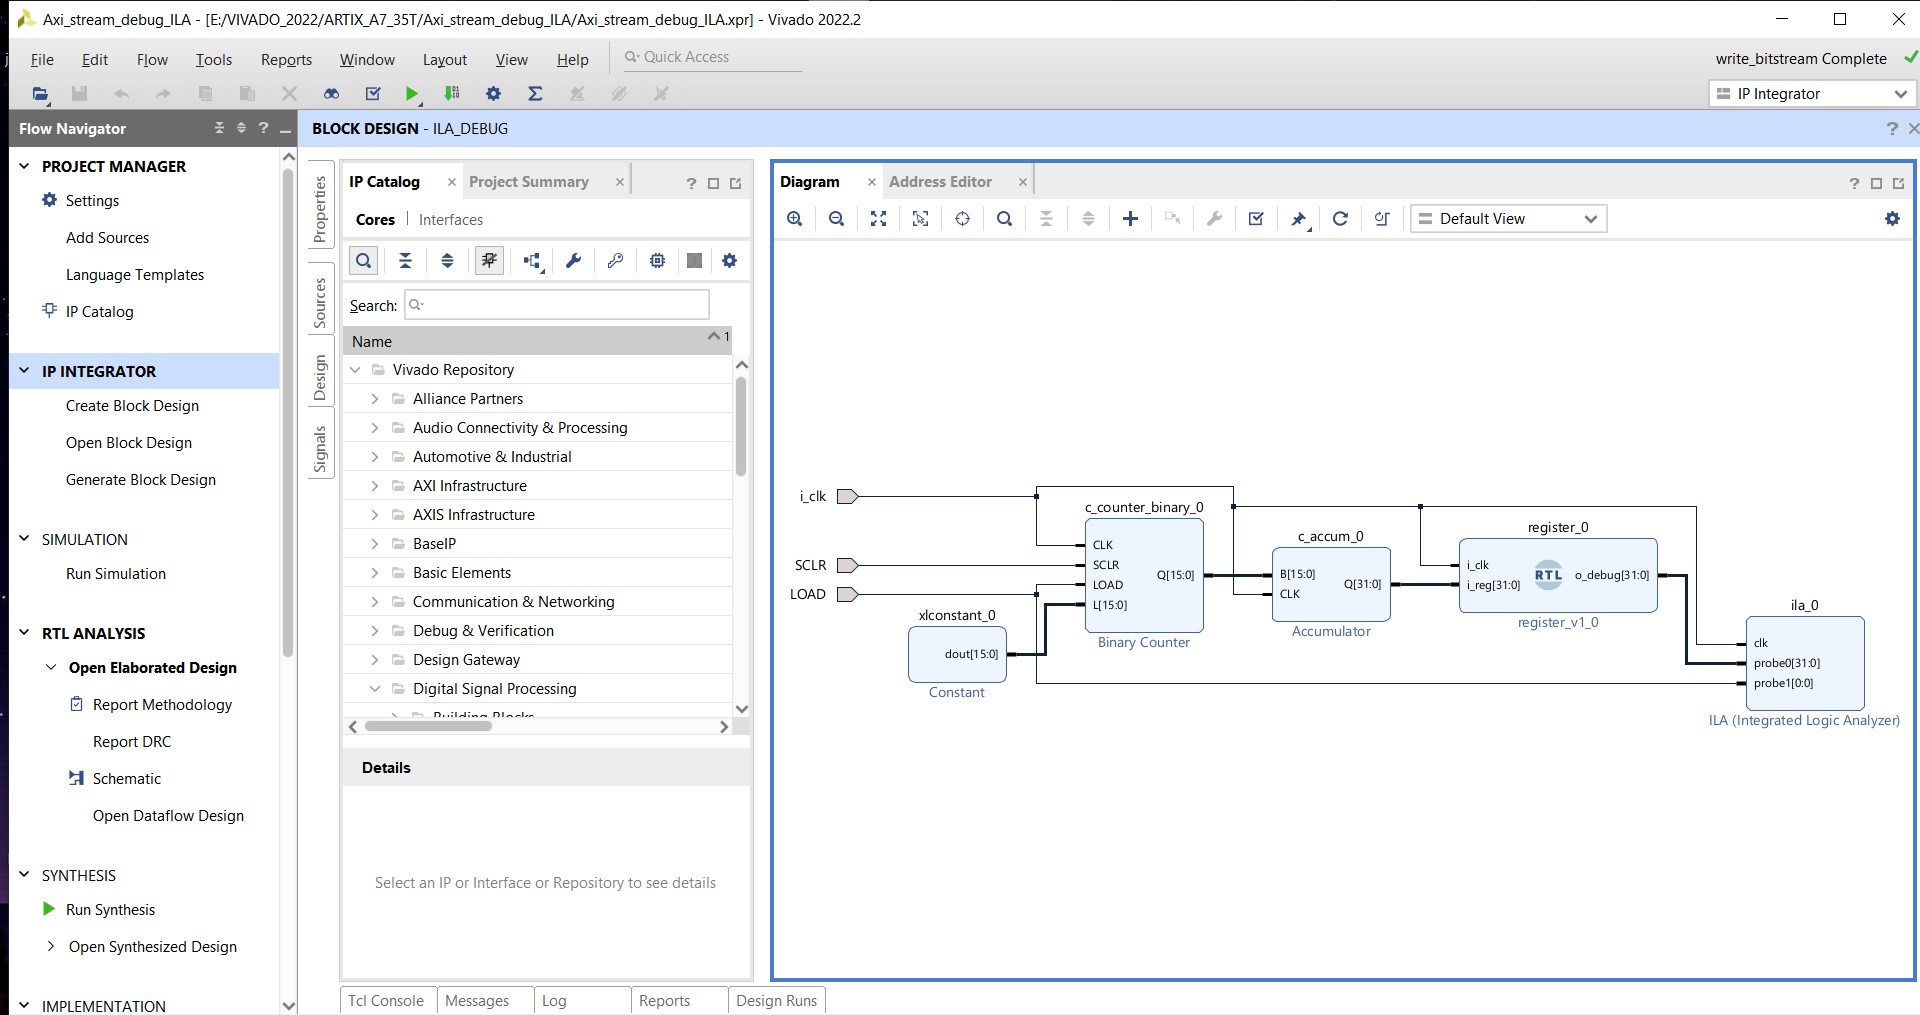 Axi_stream_debug_ILA - [E:/VIVADO_2022/ARTIX_A7_35T/Axi_stream_debug_ILA/Axi_stream_debug_ILA.xpr] - Vivado 2022.2
File Edit Flow Tools Reports Window Layout View Help Quick Access
write_bitstream Complete
IP Integrator
Flow Navigator
PROJECT MANAGER
Settings
Add Sources
Language Templates
IP Catalog
IP INTEGRATOR
Create Block Design
Open Block Design
Generate Block Design
SIMULATION
Run Simulation
RTL ANALYSIS
Open Elaborated Design
Report Methodology
Report DRC
Schematic
Open Dataflow Design
SYNTHESIS
Run Synthesis
Open Synthesized Design
IMPLEMENTATION
BLOCK DESIGN - ILA_DEBUG
Properties
Sources
Design
Signals
IP Catalog
Project Summary
Cores | Interfaces
Search:
Name
1
Vivado Repository
Alliance Partners
Audio Connectivity & Processing
Automotive & Industrial
AXI Infrastructure
AXIS Infrastructure
BaseIP
Basic Elements
Communication & Networking
Debug & Verification
Design Gateway
Digital Signal Processing
Building Blocks
Details
Select an IP or Interface or Repository to see details
Diagram
Address Editor
Default View
i_clk
SCLR
LOAD
xlconstant_0
dout[15:0]
Constant
c_counter_binary_0
CLK
SCLR
LOAD
L[15:0]
Q[15:0]
Binary Counter
c_accum_0
B[15:0]
CLK
Q[31:0]
Accumulator
register_0
i_clk
i_reg[31:0]
RTL
o_debug[31:0]
register_v1_0
ila_0
clk
probe0[31:0]
probe1[0:0]
ILA (Integrated Logic Analyzer)
Tcl Console
Messages
Log
Reports
Design Runs